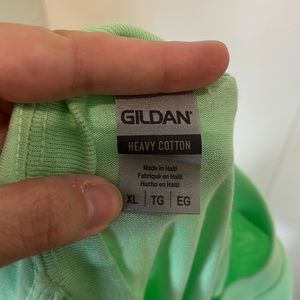 GILDAN
HEAVY COTTON
Made in Haiti
Fabriqué en Haïti
Hecho en Haití
XL | TG | EG